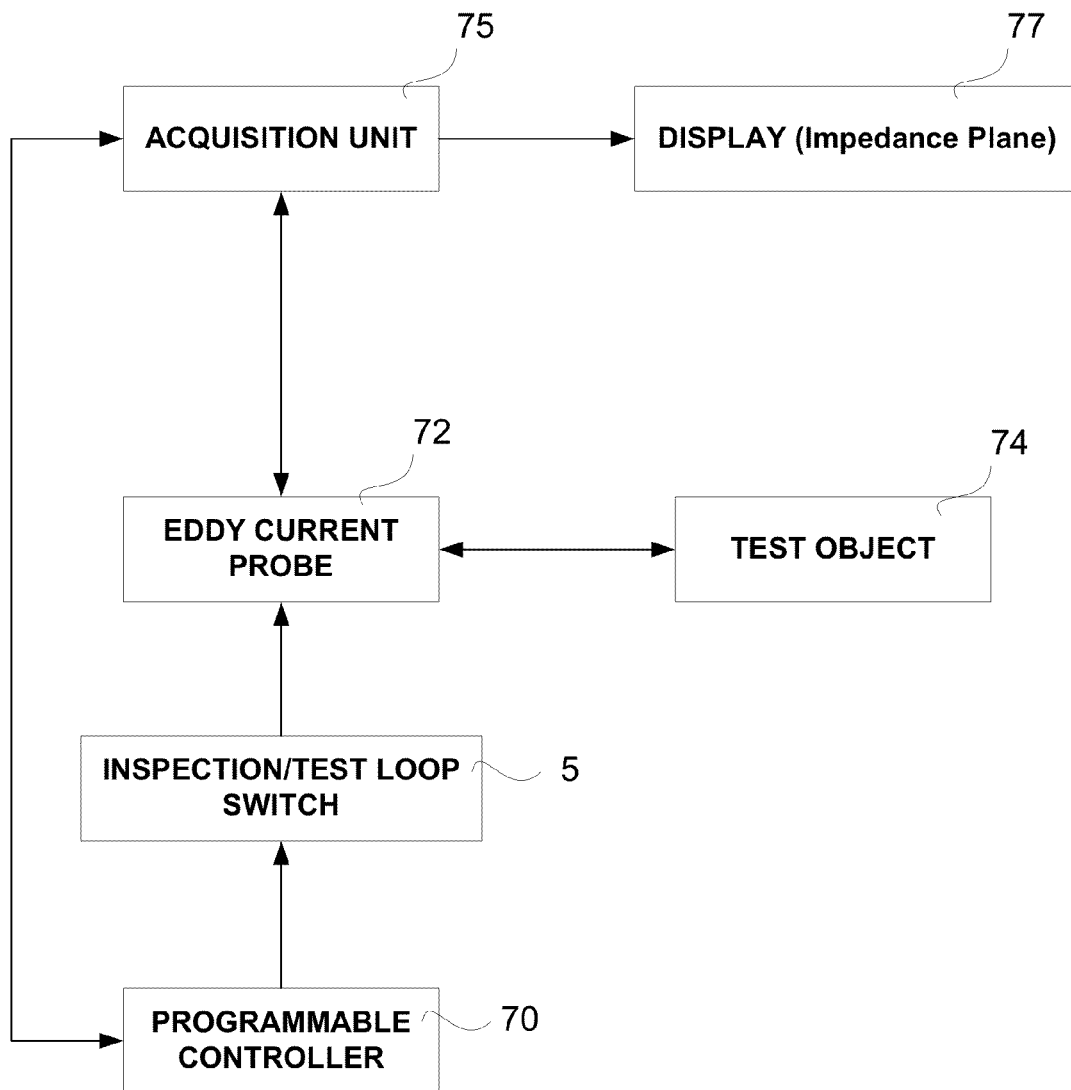 75
77
ACQUISITION UNIT
DISPLAY (Impedance Plane)
72
74
EDDY CURRENT
PROBE
TEST OBJECT
INSPECTION/TEST LOOP
SWITCH
5
PROGRAMMABLE
CONTROLLER
70